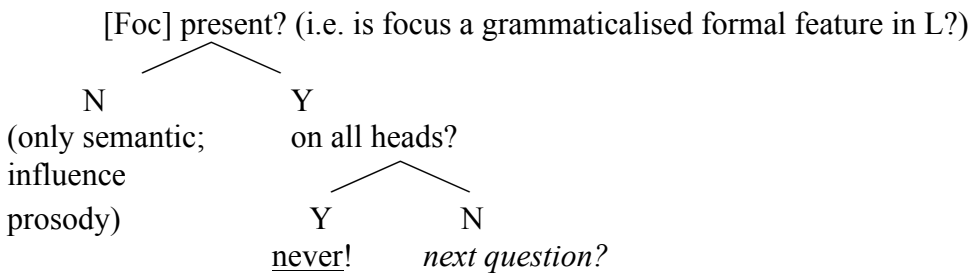 [Foc] present? (i.e. is focus a grammaticalised formal feature in L?)
N Y
(only semantic; on all heads?
influence
prosody) Y N
never! next question?